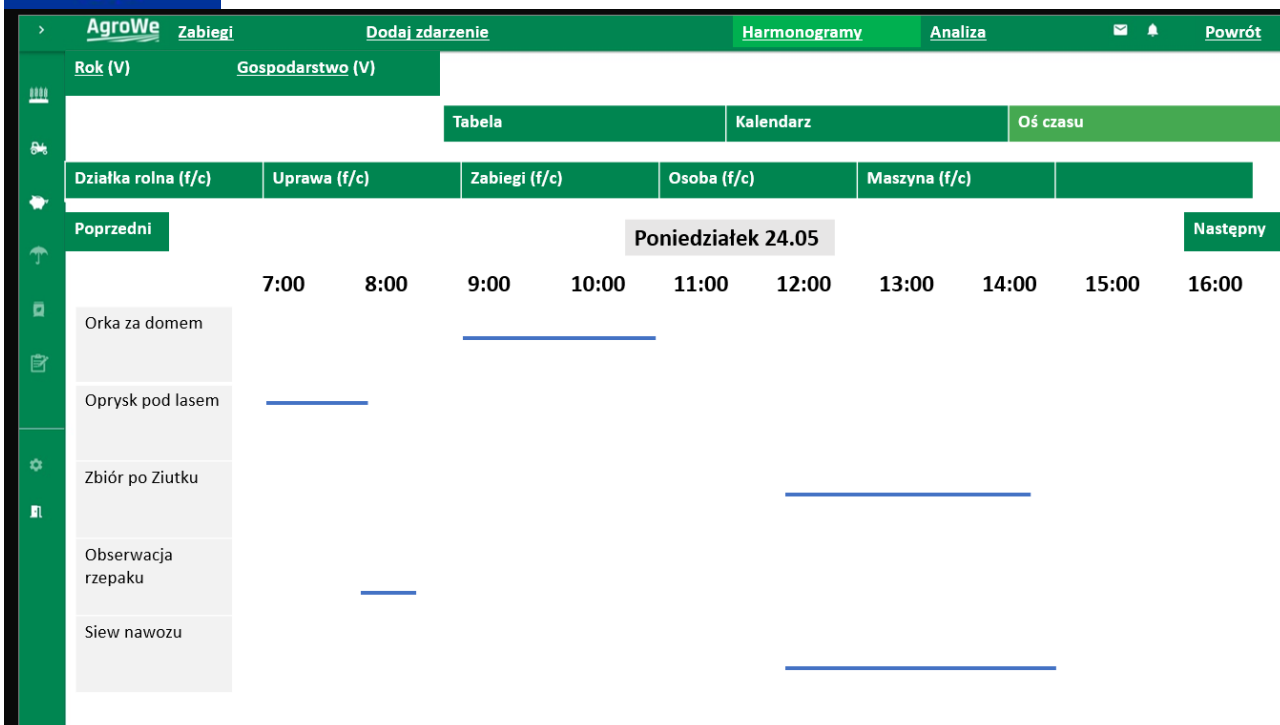 AgroWe Zabiegi Dodaj zdarzenie Harmonogramy Analiza Powrót
Rok (V) Gospodarstwo (V)
Tabela Kalendarz Oś czasu
Działka rolna (f/c) Uprawa (f/c) Zabiegi (f/c) Osoba (f/c) Maszyna (f/c)
Poprzedni Poniedziałek 24.05 Następny
7:00 8:00 9:00 10:00 11:00 12:00 13:00 14:00 15:00 16:00
Orka za domem
Oprysk pod lasem
Zbiór po Ziutku
Obserwacja
rzepaku
Siew nawozu